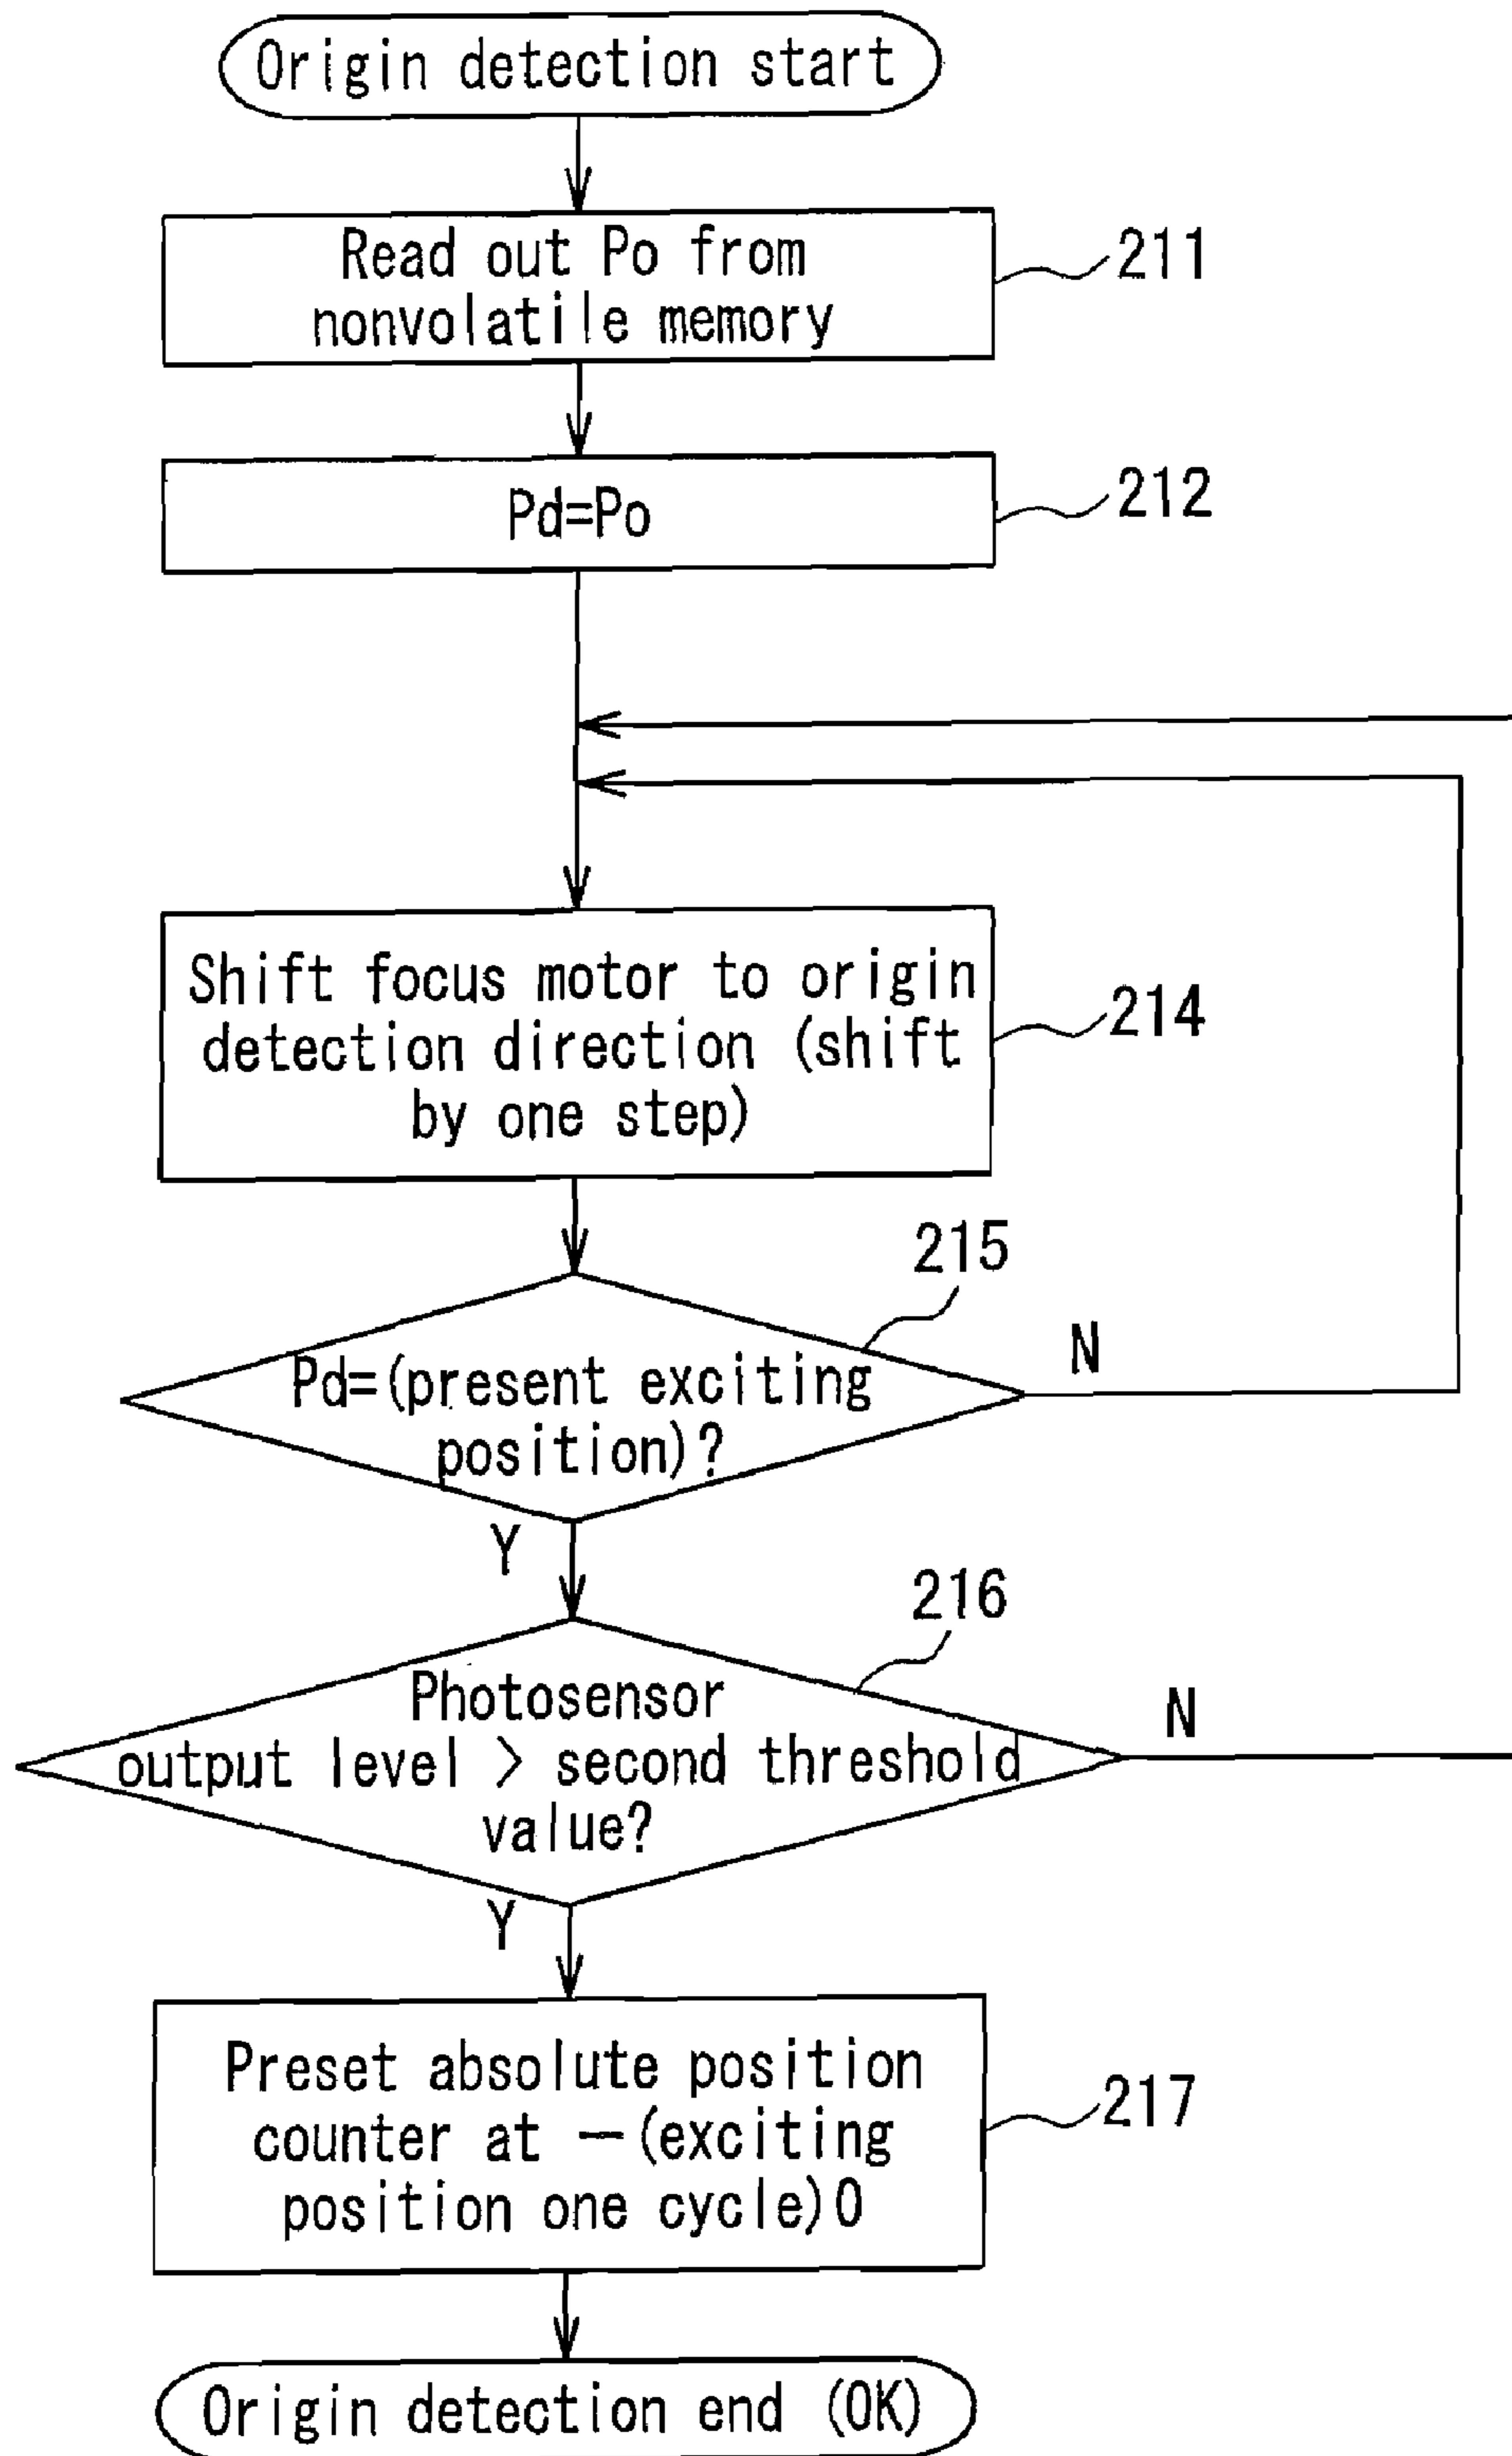 Origin detection start
Read out Po from
nonvolatile memory
211
Pd=Po
212
Shift focus motor to origin
detection direction (shift
by one step)
214
215
Pd=(present exciting
position)?
N
Y
216
Photosensor
output level > second threshold
value?
N
Y
Preset absolute position
counter at —(exciting
position one cycle)0
217
Origin detection end (OK)